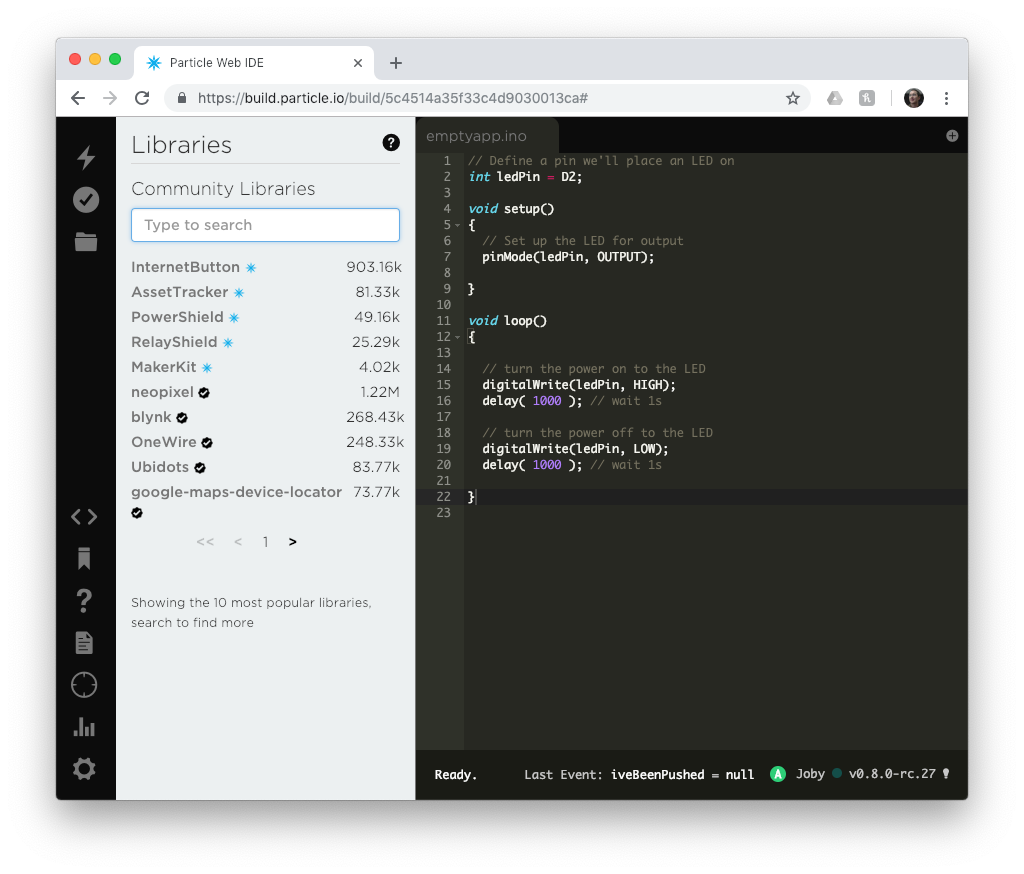 Particle Web IDE
https://build.particle.io/build/5c4514a35f33c4d9030013ca#
Libraries
?
Community Libraries
Type to search
InternetButton 903.16k
AssetTracker 81.33k
PowerShield 49.16k
RelayShield 25.29k
MakerKit 4.02k
neopixel 1.22M
blynk 268.43k
OneWire 248.33k
Ubidots 83.77k
google-maps-device-locator 73.77k
<< < 1 >
Showing the 10 most popular libraries,
search to find more
emptyapp.ino
1 // Define a pin we'll place an LED on
2 int ledPin = D2;
3
4 void setup()
5 {
6 // Set up the LED for output
7 pinMode(ledPin, OUTPUT);
8
9 }
10
11 void loop()
12 {
13
14 // turn the power on to the LED
15 digitalWrite(ledPin, HIGH);
16 delay( 1000 ); // wait 1s
17
18 // turn the power off to the LED
19 digitalWrite(ledPin, LOW);
20 delay( 1000 ); // wait 1s
21
22 }
23
Ready. Last Event: iveBeenPushed = null A Joby v0.8.0-rc.27